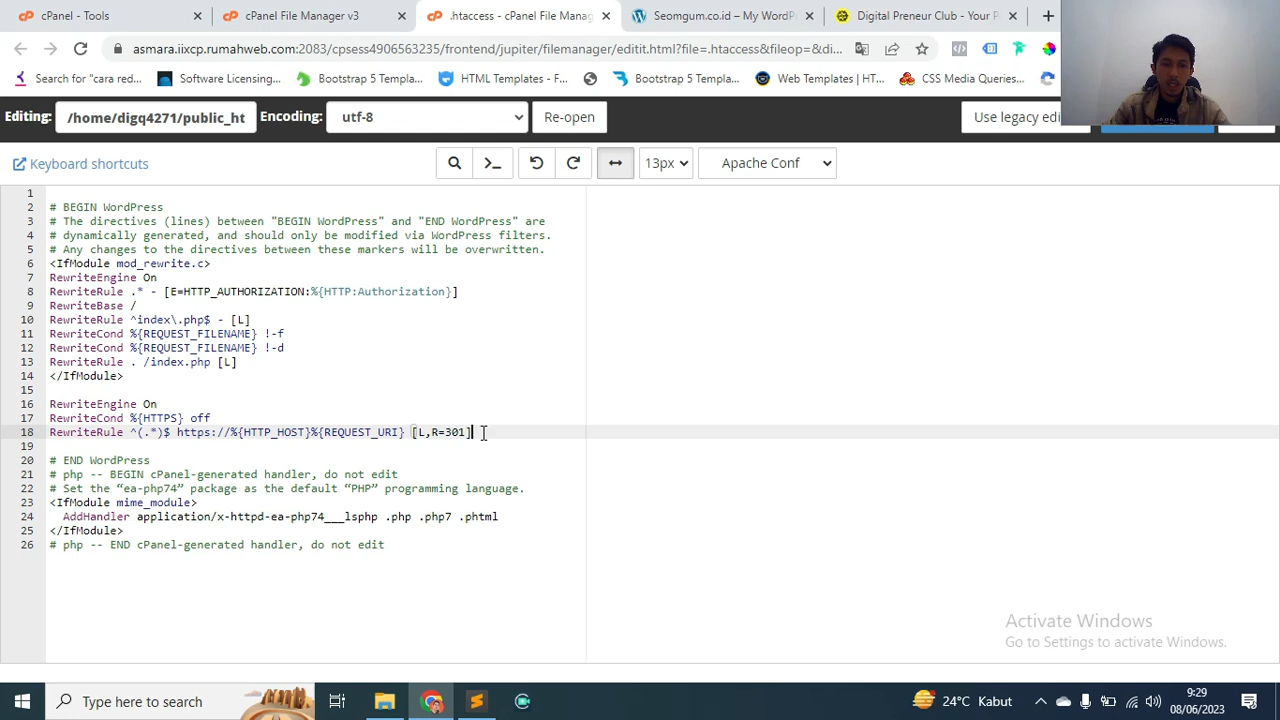 cPanel - Tools
cPanel File Manager v3
.htaccess - cPanel File Manag
Seomgum.co.id – My WordP
Digital Preneur Club - Your P
asmara.iixcp.rumahweb.com:2083/cpsess4906563235/frontend/jupiter/filemanager/editit.html?file=.htaccess&fileop=&di...
Search for "cara red...
Software Licensing...
Bootstrap 5 Templa...
HTML Templates - F...
Bootstrap 5 Templa...
Web Templates | HT...
CSS Media Queries...
Editing:
/home/digq4271/public_ht
Encoding:
utf-8
Re-open
Use legacy edi
Keyboard shortcuts
13px
Apache Conf
1
2 # BEGIN WordPress
3 # The directives (lines) between "BEGIN WordPress" and "END WordPress" are
4 # dynamically generated, and should only be modified via WordPress filters.
5 # Any changes to the directives between these markers will be overwritten.
6 <IfModule mod_rewrite.c>
7 RewriteEngine On
8 RewriteRule .* - [E=HTTP_AUTHORIZATION:%{HTTP:Authorization}]
9 RewriteBase /
10 RewriteRule ^index\.php$ - [L]
11 RewriteCond %{REQUEST_FILENAME} !-f
12 RewriteCond %{REQUEST_FILENAME} !-d
13 RewriteRule . /index.php [L]
14 </IfModule>
15
16 RewriteEngine On
17 RewriteCond %{HTTPS} off
18 RewriteRule ^(.*)$ https://%{HTTP_HOST}%{REQUEST_URI} [L,R=301]
19
20 # END WordPress
21 # php -- BEGIN cPanel-generated handler, do not edit
22 # Set the “ea-php74” package as the default “PHP” programming language.
23 <IfModule mime_module>
24 AddHandler application/x-httpd-ea-php74___lsphp .php .php7 .phtml
25 </IfModule>
26 # php -- END cPanel-generated handler, do not edit
Activate Windows
Go to Settings to activate Windows.
Type here to search
24°C Kabut
9:29
08/06/2023